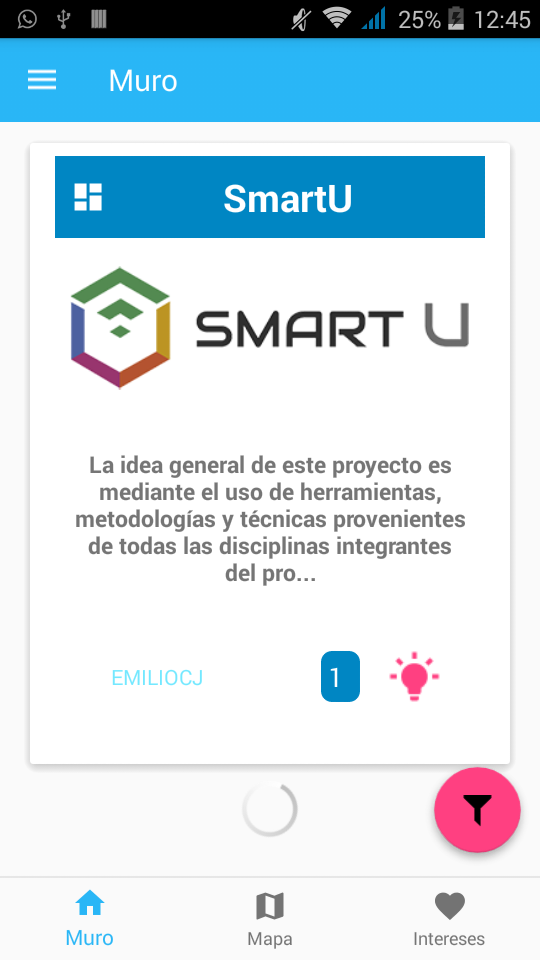 25% 12:45
Muro
SmartU
SMART U
La idea general de este proyecto es
mediante el uso de herramientas,
metodologías y técnicas provenientes
de todas las disciplinas integrantes
del pro...
EMILIOCJ 1
Muro Mapa Intereses